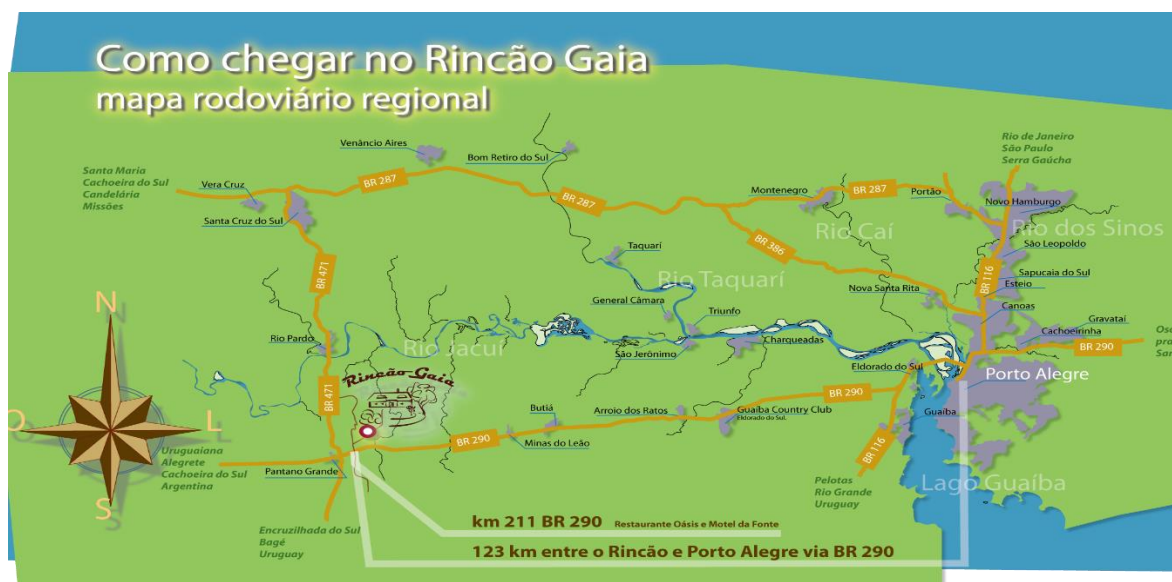 Como chegar no Rincão Gaia
mapa rodoviário regional
Rio de Janeiro
São Paulo
Serra Gaúcha
Venâncio Aires
Bom Retiro do Sul
Santa Maria
Cachoeira do Sul
Candelária
Missões
Vera Cruz
BR 287
Santa Cruz do Sul
BR 287
Montenegro
BR 287
Portão
Novo Hamburgo
Rio Caí
Rio dos Sinos
São Leopoldo
BR 386
BR 471
Taquarí
Rio Taquarí
BR 116
Sapucaia do Sul
Esteio
Nova Santa Rita
General Câmara
Canoas
Triunfo
Gravataí
Cachoeirinha
N
Rio Pardo
Rio Jacuí
São Jerônimo
Charqueadas
BR 290
Eldorado do Sul
Porto Alegre
Rincão Gaia
BR 471
BR 290
Butiá
Arroio dos Ratos
Guaíba Country Club
Eldorado do Sul.
Guaíba
O
L
BR 290
Minas do Leão
BR 116
Uruguaiana
Alegrete
Cachoeira do Sul
Argentina
Pantano Grande
Pelotas
Rio Grande
Uruguay
Lago Guaíba
S
Encruzilhada do Sul
Bagé
Uruguay
km 211 BR 290 Restaurante Oásis e Motel da Fonte
123 km entre o Rincão e Porto Alegre via BR 290